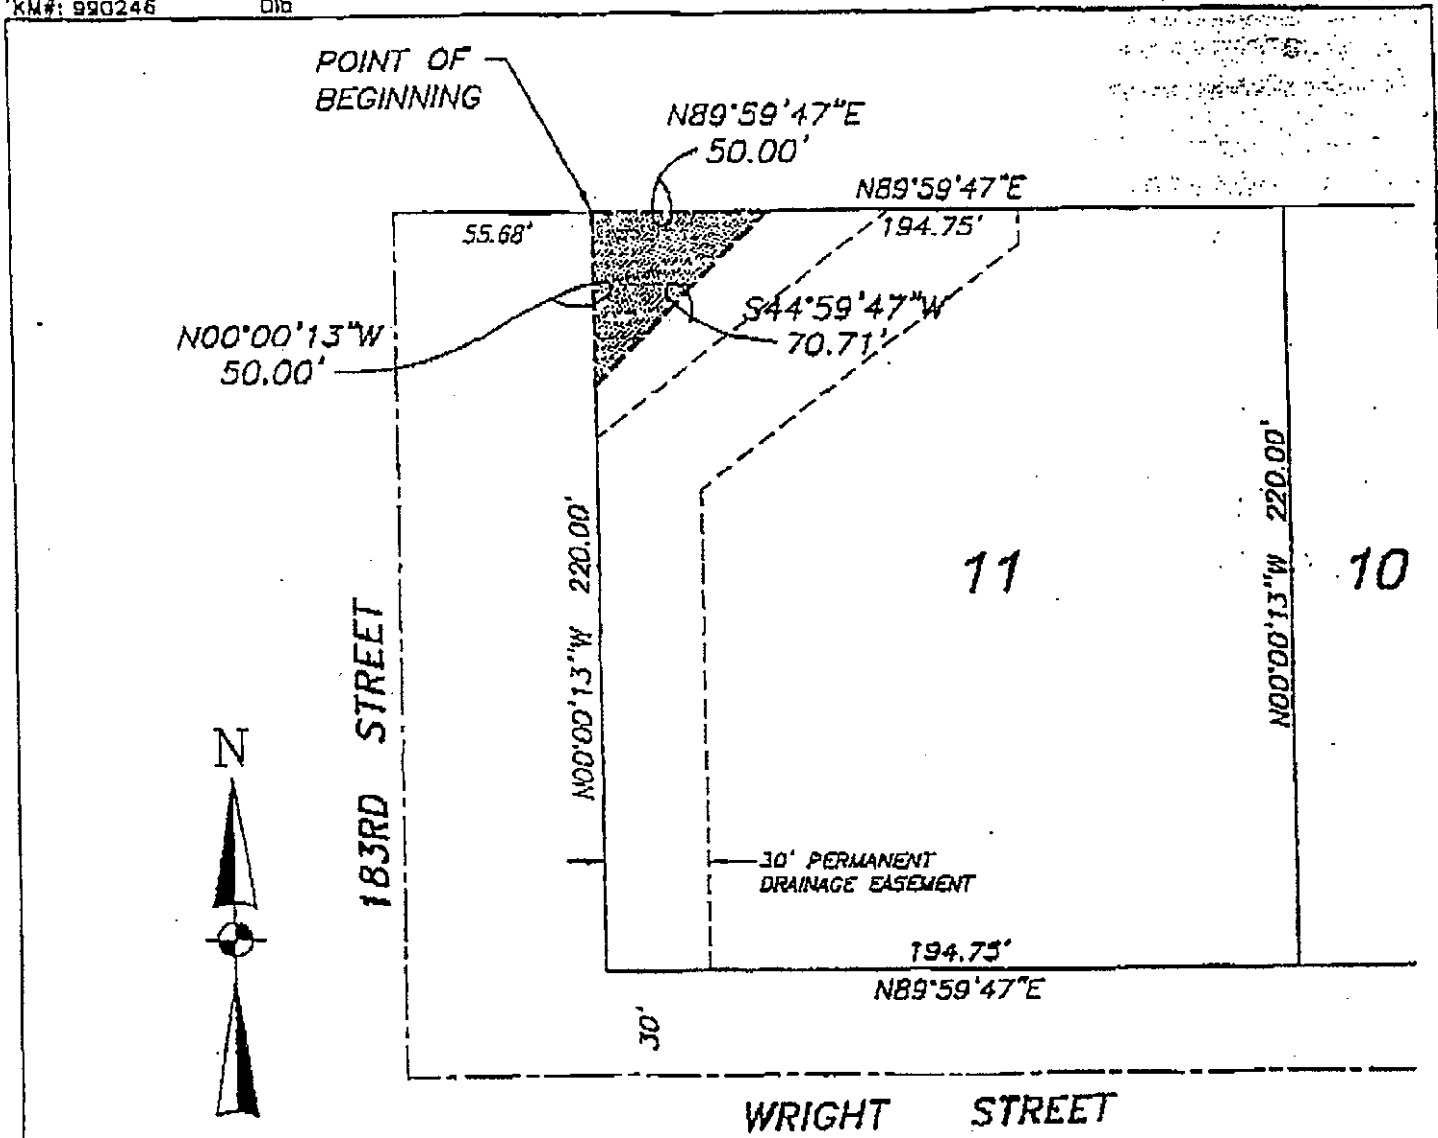 KM#: 990246 Dib
POINT OF
BEGINNING
N89°59'47"E
50.00'
N89°59'47"E
194.75'
55.68'
N00°00'13"W
50.00'
S44°59'47"W
70.71'
N00°00'13"W 220.00'
N00°00'13"W 220.00'
11
10
183RD STREET
N
30' PERMANENT
DRAINAGE EASEMENT
194.75'
N89°59'47"E
30'
WRIGHT STREET